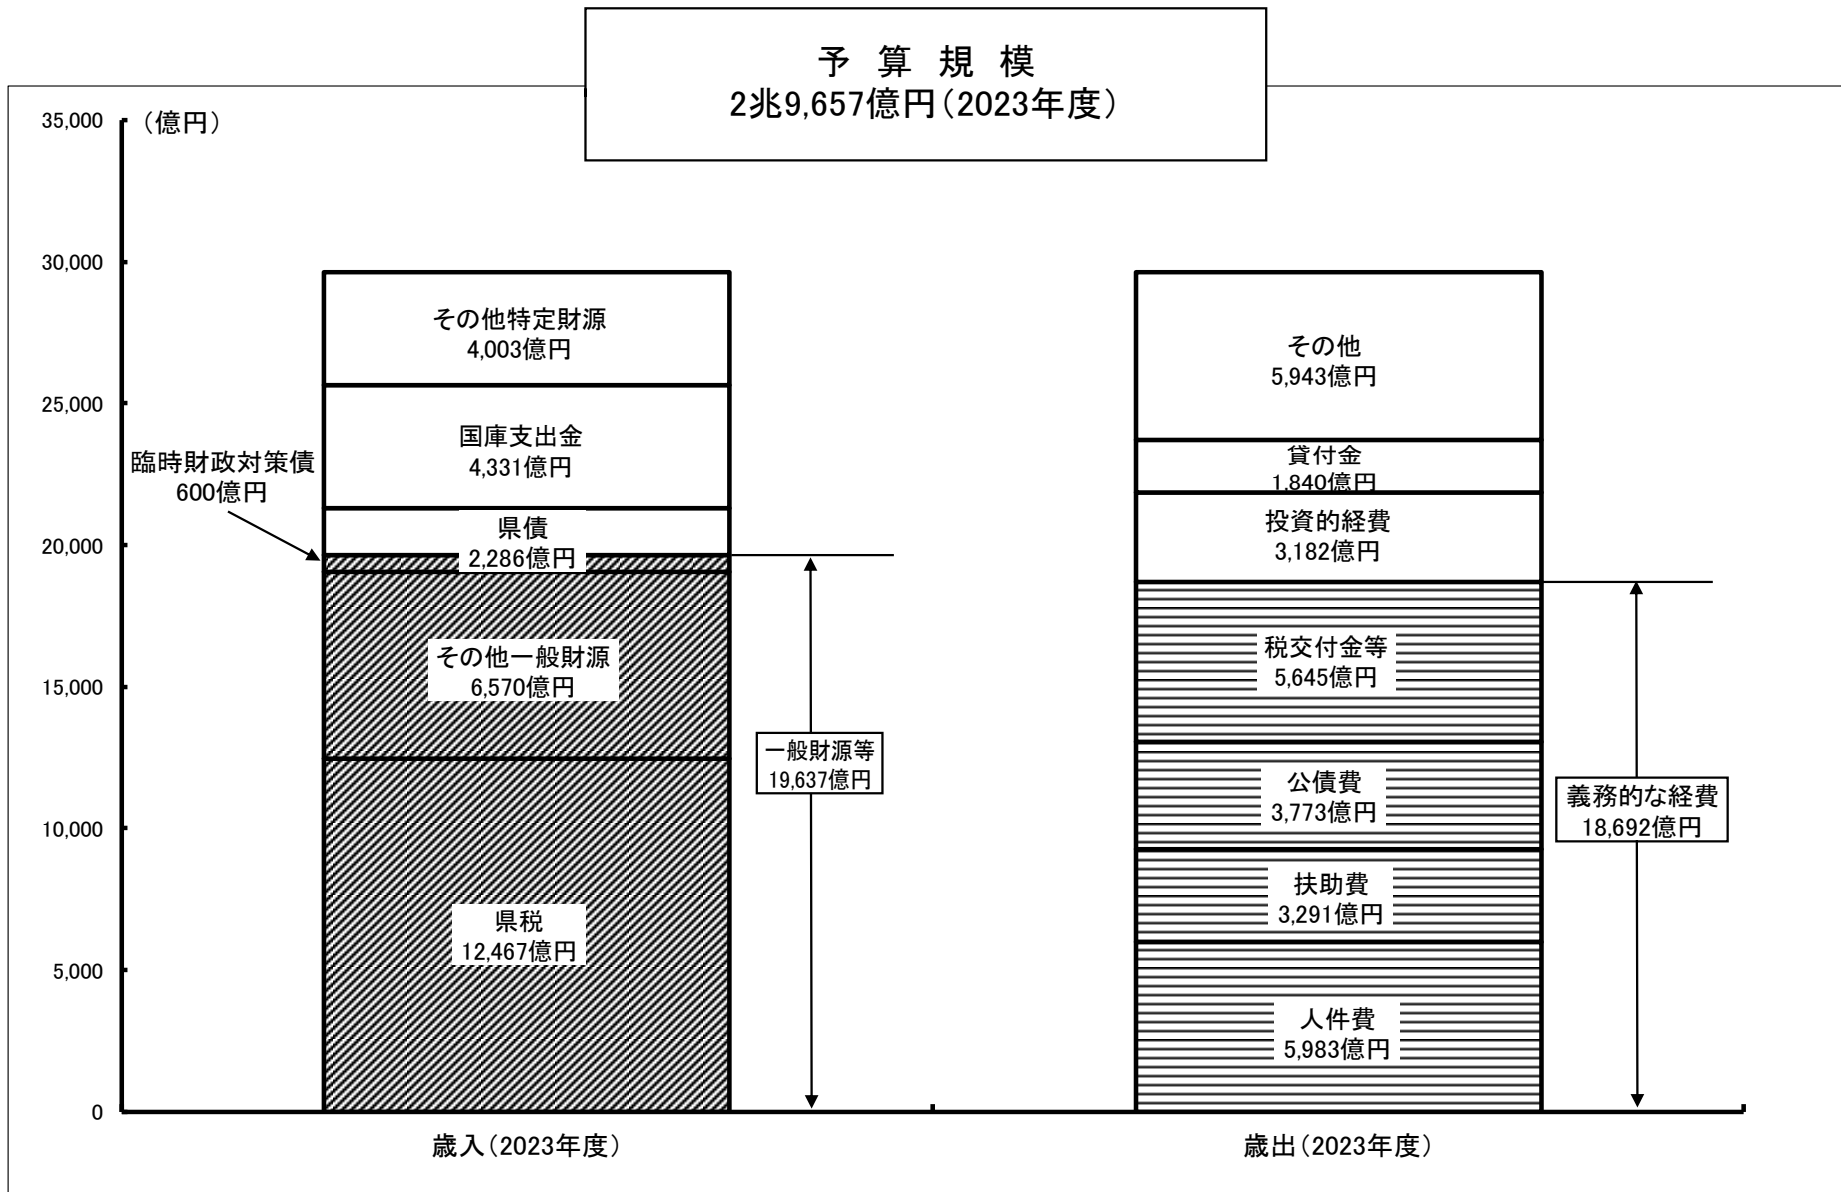 予 算 規 模
2兆9,657億円(2023年度)
(億円)
35,000
30,000
25,000
20,000
15,000
10,000
5,000
0
その他特定財源
4,003億円
国庫支出金
4,331億円
臨時財政対策債
600億円
県債
2,286億円
その他一般財源
6,570億円
県税
12,467億円
一般財源等
19,637億円
歳入(2023年度)
その他
5,943億円
貸付金
1,840億円
投資的経費
3,182億円
税交付金等
5,645億円
公債費
3,773億円
扶助費
3,291億円
人件費
5,983億円
義務的な経費
18,692億円
歳出(2023年度)